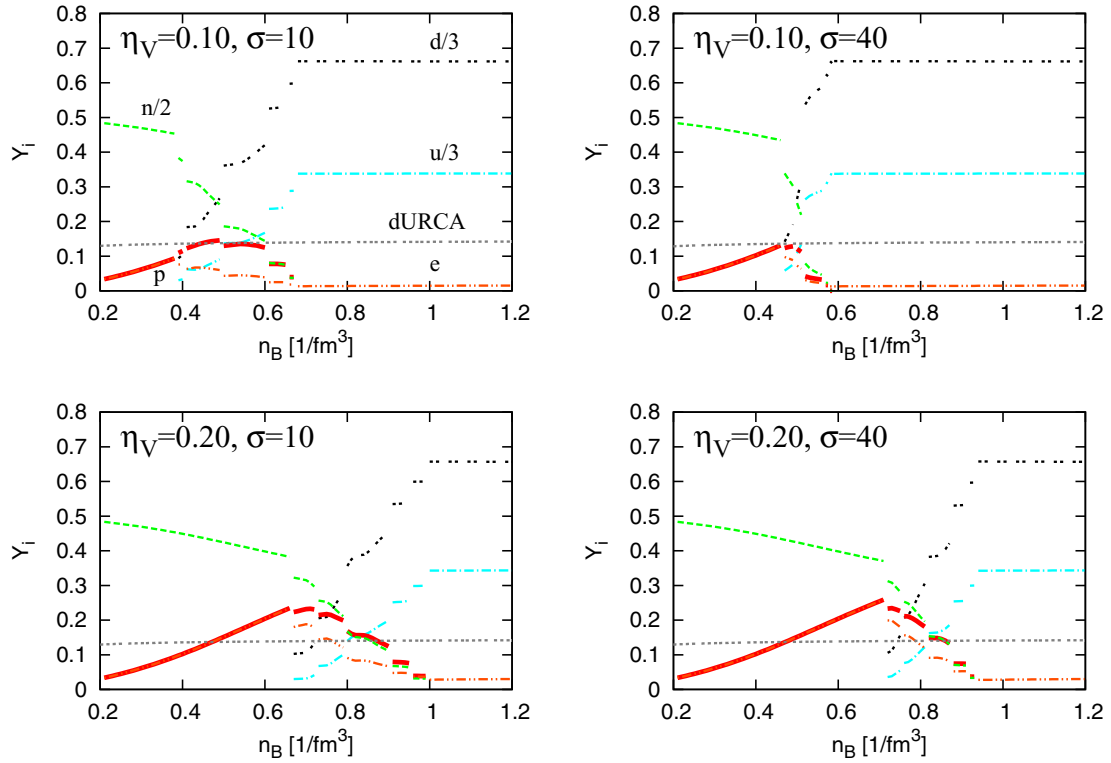 η_V=0.10, σ=10
d/3
n/2
u/3
dURCA
p
e
Y_i
0.8
0.7
0.6
0.5
0.4
0.3
0.2
0.1
0
0.2 0.4 0.6 0.8 1 1.2
n_B [1/fm^3]
η_V=0.10, σ=40
Y_i
0.8
0.7
0.6
0.5
0.4
0.3
0.2
0.1
0
0.2 0.4 0.6 0.8 1 1.2
n_B [1/fm^3]
η_V=0.20, σ=10
Y_i
0.8
0.7
0.6
0.5
0.4
0.3
0.2
0.1
0
0.2 0.4 0.6 0.8 1 1.2
n_B [1/fm^3]
η_V=0.20, σ=40
Y_i
0.8
0.7
0.6
0.5
0.4
0.3
0.2
0.1
0
0.2 0.4 0.6 0.8 1 1.2
n_B [1/fm^3]